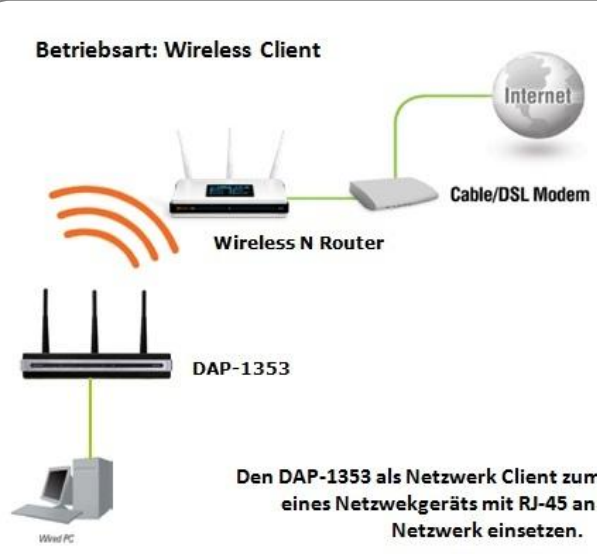 Betriebsart: Wireless Client
Internet
Cable/DSL Modem
Wireless N Router
DAP-1353
Den DAP-1353 als Netzwerk Client zum
eines Netzwekgeräts mit RJ-45 an
Netzwerk einsetzen.
Wired PC